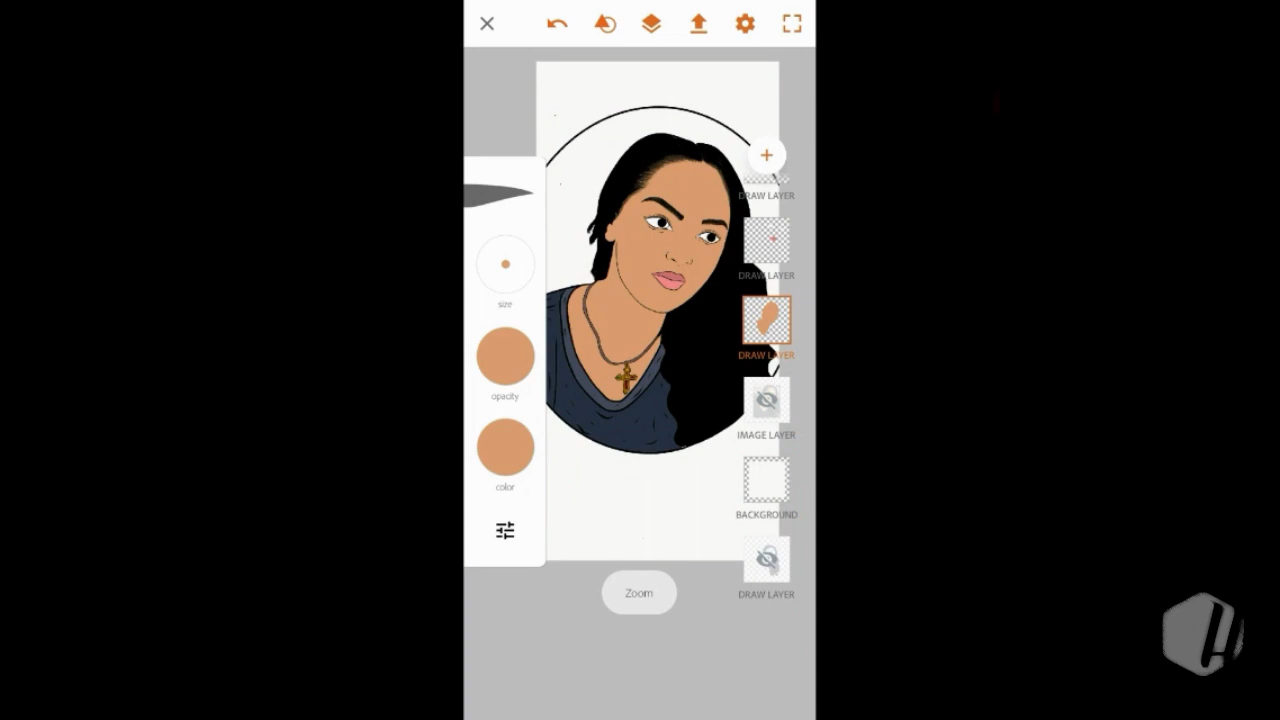 DRAW LAYER
DRAW LAYER
size
DRAW LAYER
opacity
IMAGE LAYER
color
BACKGROUND
Zoom
DRAW LAYER